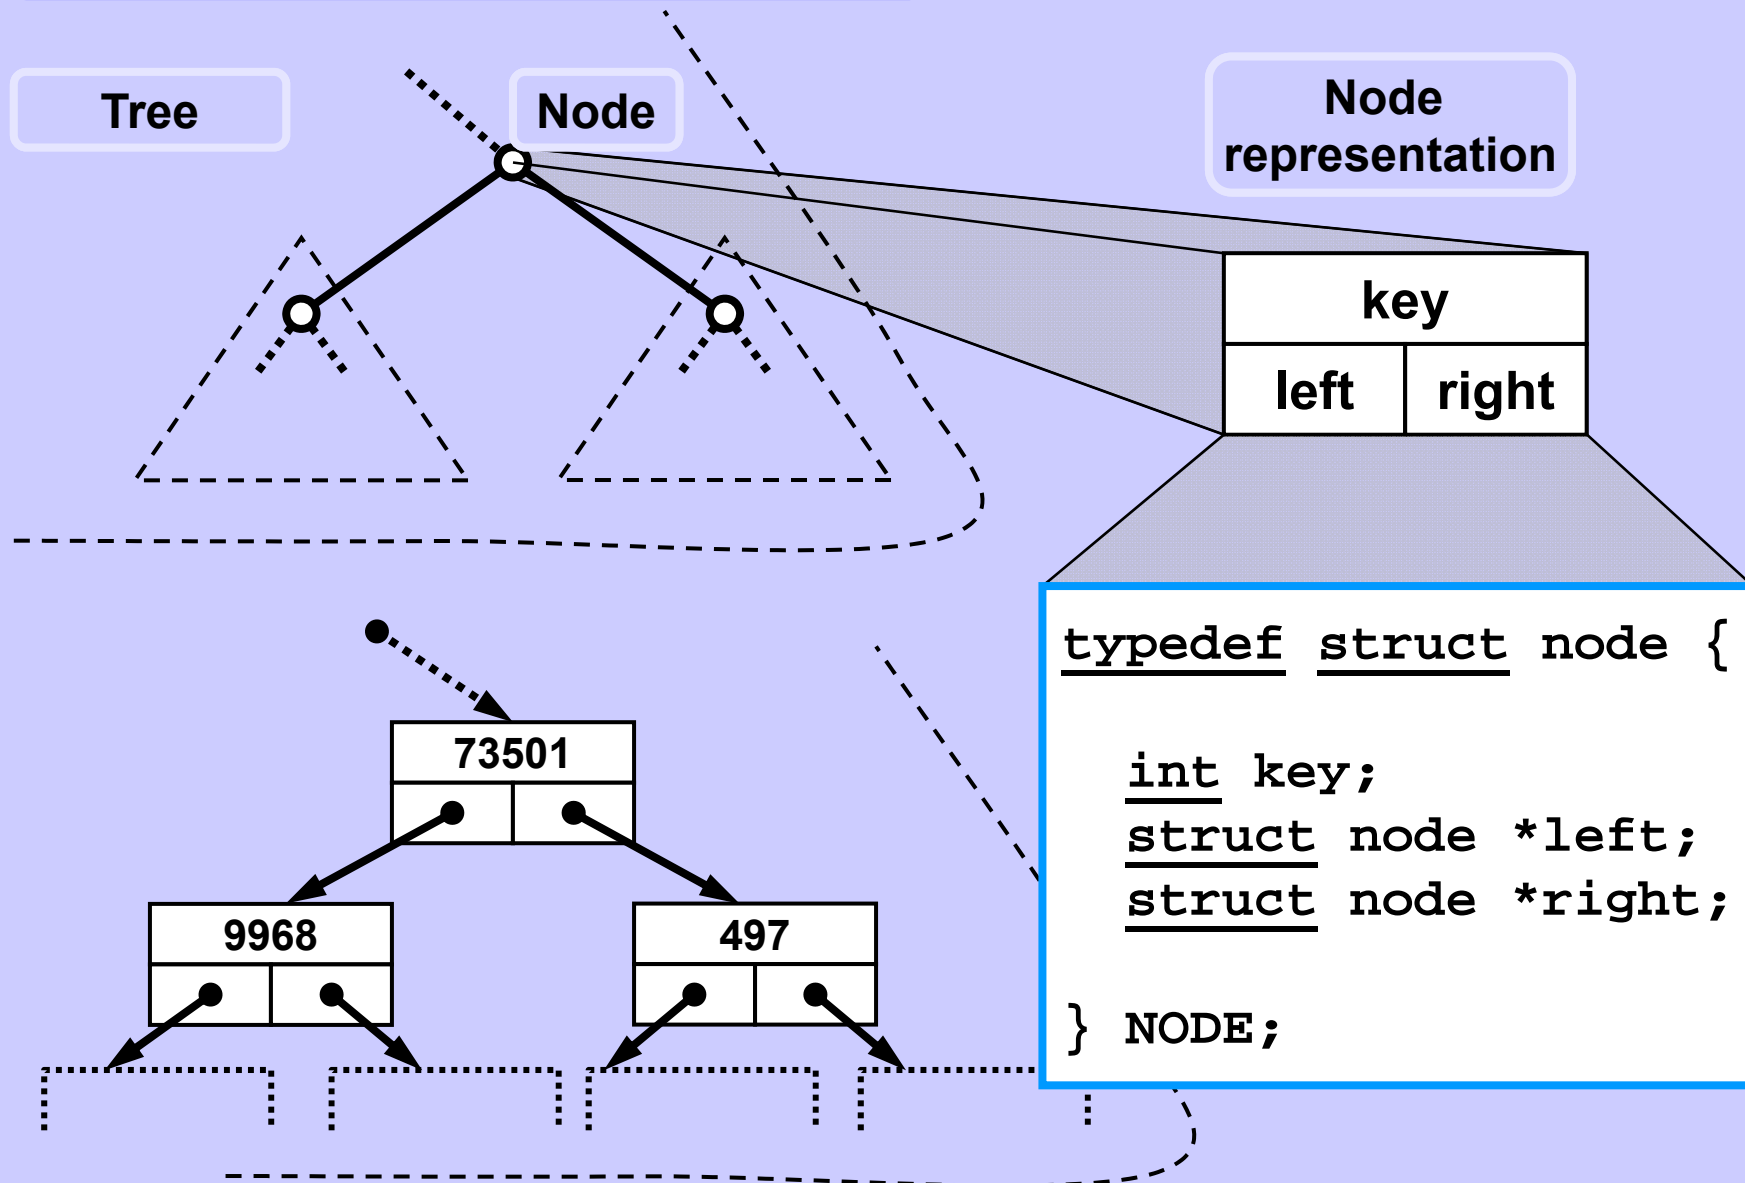 Tree
Node
Node
representation
key
left right
typedef struct node {
int key;
struct node *left;
struct node *right;
} NODE;
73501
9968
497